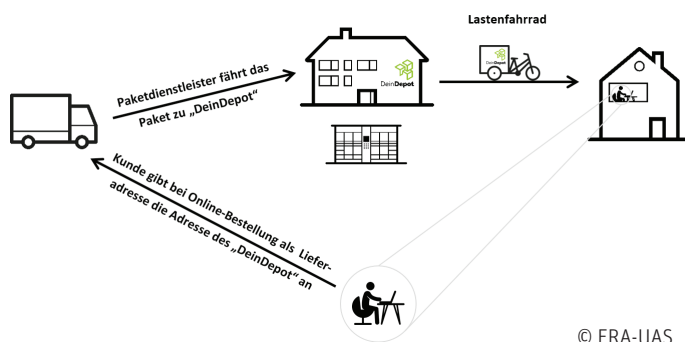 Lastenfahrrad
Paketdienstleister fährt das
Paket zu „DeinDepot“
DeinDepot
DeinDepot
Kunde gibt bei Online-Bestellung als Liefer-
adresse die Adresse des „DeinDepot“ an
© FRA-UAS